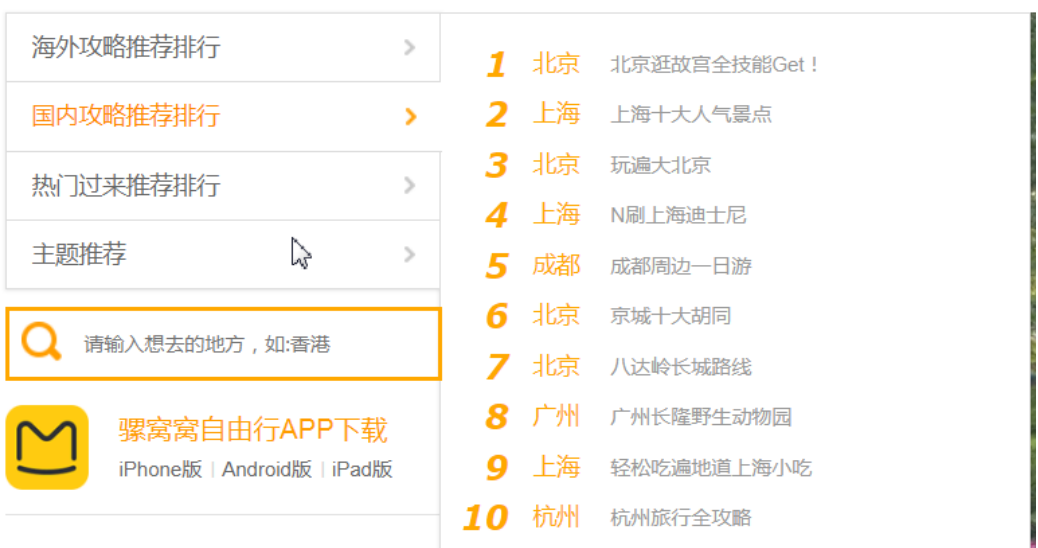 海外攻略推荐排行
国内攻略推荐排行
热门过来推荐排行
主题推荐
请输入想去的地方，如:香港
骡窝窝自由行APP下载
iPhone版 | Android版 | iPad版
1 北京 北京逛故宫全技能Get！
2 上海 上海十大人气景点
3 北京 玩遍大北京
4 上海 N刷上海迪士尼
5 成都 成都周边一日游
6 北京 京城十大胡同
7 北京 八达岭长城路线
8 广州 广州长隆野生动物园
9 上海 轻松吃遍地道上海小吃
10 杭州 杭州旅行全攻略